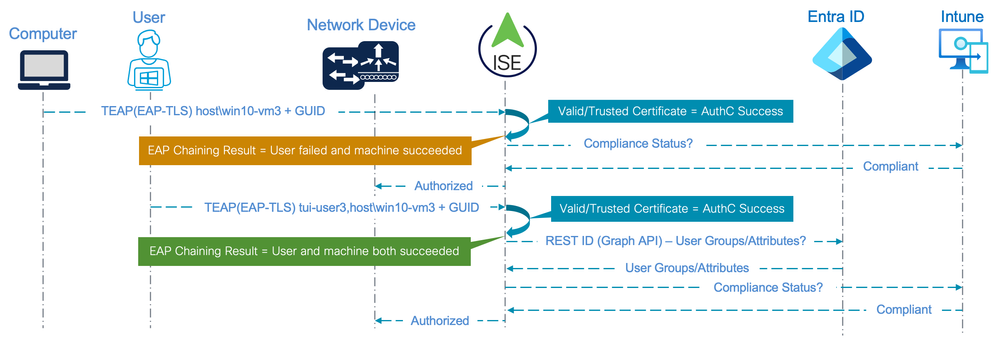 Computer
User
Network Device
ISE
Entra ID
Intune
TEAP(EAP-TLS) host\win10-vm3 + GUID
Valid/Trusted Certificate = AuthC Success
EAP Chaining Result = User failed and machine succeeded
Compliance Status?
Compliant
Authorized
TEAP(EAP-TLS) tui-user3,host\win10-vm3 + GUID
Valid/Trusted Certificate = AuthC Success
EAP Chaining Result = User and machine both succeeded
REST ID (Graph API) – User Groups/Attributes?
User Groups/Attributes
Compliance Status?
Compliant
Authorized